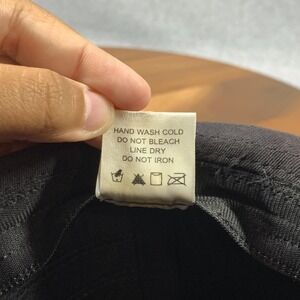 HAND WASH COLD
DO NOT BLEACH
LINE DRY
DO NOT IRON